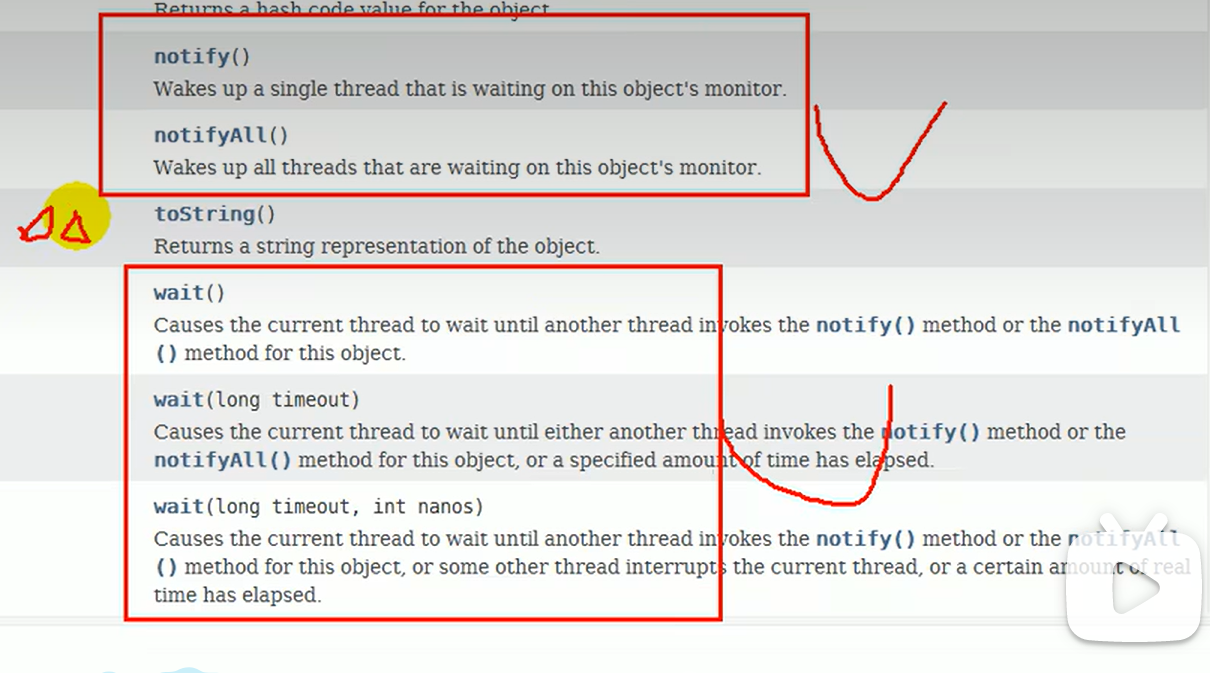 Returns a hash code value for the object
notify()
Wakes up a single thread that is waiting on this object's monitor.
notifyAll()
Wakes up all threads that are waiting on this object's monitor.
toString()
Returns a string representation of the object.
wait()
Causes the current thread to wait until another thread invokes the notify() method or the notifyAll
() method for this object.
wait(long timeout)
Causes the current thread to wait until either another thread invokes the notify() method or the
notifyAll() method for this object, or a specified amount of time has elapsed.
wait(long timeout, int nanos)
Causes the current thread to wait until another thread invokes the notify() method or the notifyAll
() method for this object, or some other thread interrupts the current thread, or a certain amount of real
time has elapsed.